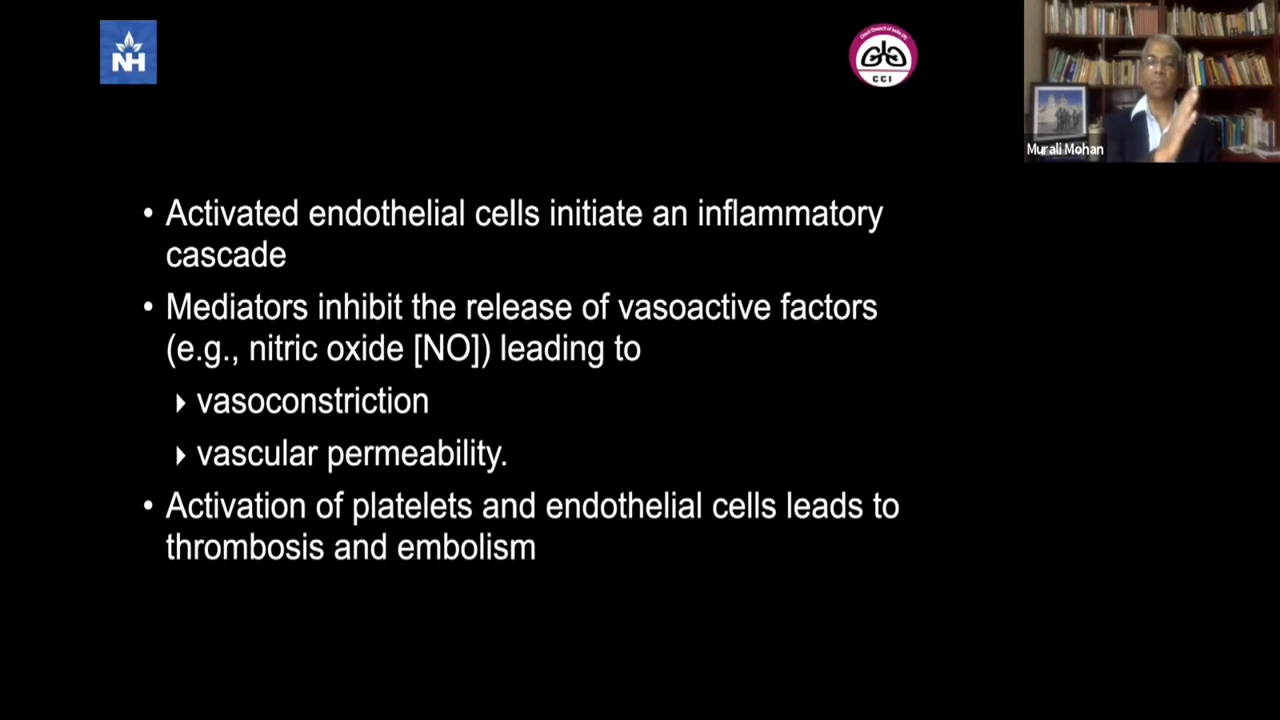 NH
CCI
Murali Mohan
• Activated endothelial cells initiate an inflammatory
cascade
• Mediators inhibit the release of vasoactive factors
(e.g., nitric oxide [NO]) leading to
vasoconstriction
vascular permeability.
• Activation of platelets and endothelial cells leads to
thrombosis and embolism